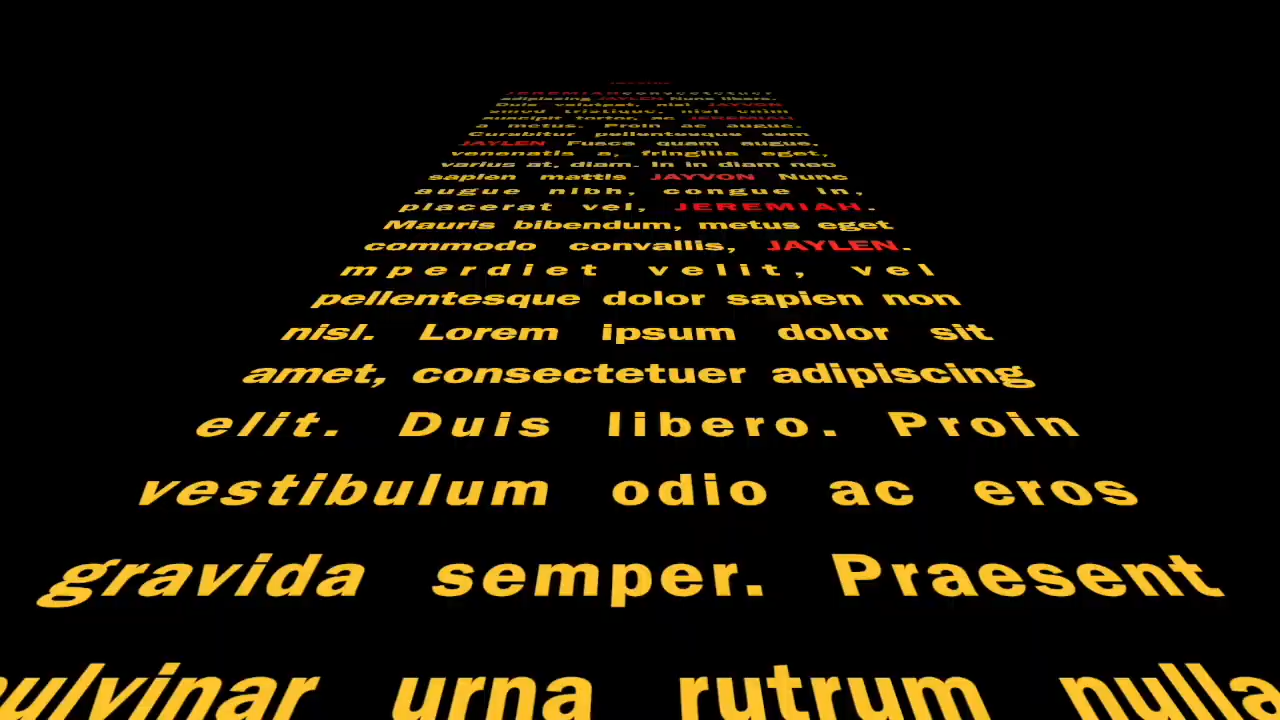 JEREMIAH consectetuer
adipiscing JAYLEN Nunc libero.
Duis volutpat, nisl JAYVON
suscipit tortor, ac JEREMIAH
a metus. Proin ac augue.
Curabitur pellentesque sem
JAYLEN Fusce quam augue,
venenatis a, fringilla eget,
varius at, diam. In in diam nec
sapien mattis JAYVON Nunc
augue nibh, congue in,
placerat vel, JEREMIAH.
Mauris bibendum, metus eget
commodo convallis, JAYLEN.
mperdiet velit, vel
pellentesque dolor sapien non
nisl. Lorem ipsum dolor sit
amet, consectetuer adipiscing
elit. Duis libero. Proin
vestibulum odio ac eros
gravida semper. Praesent
ulvinar urna rutrum nulla